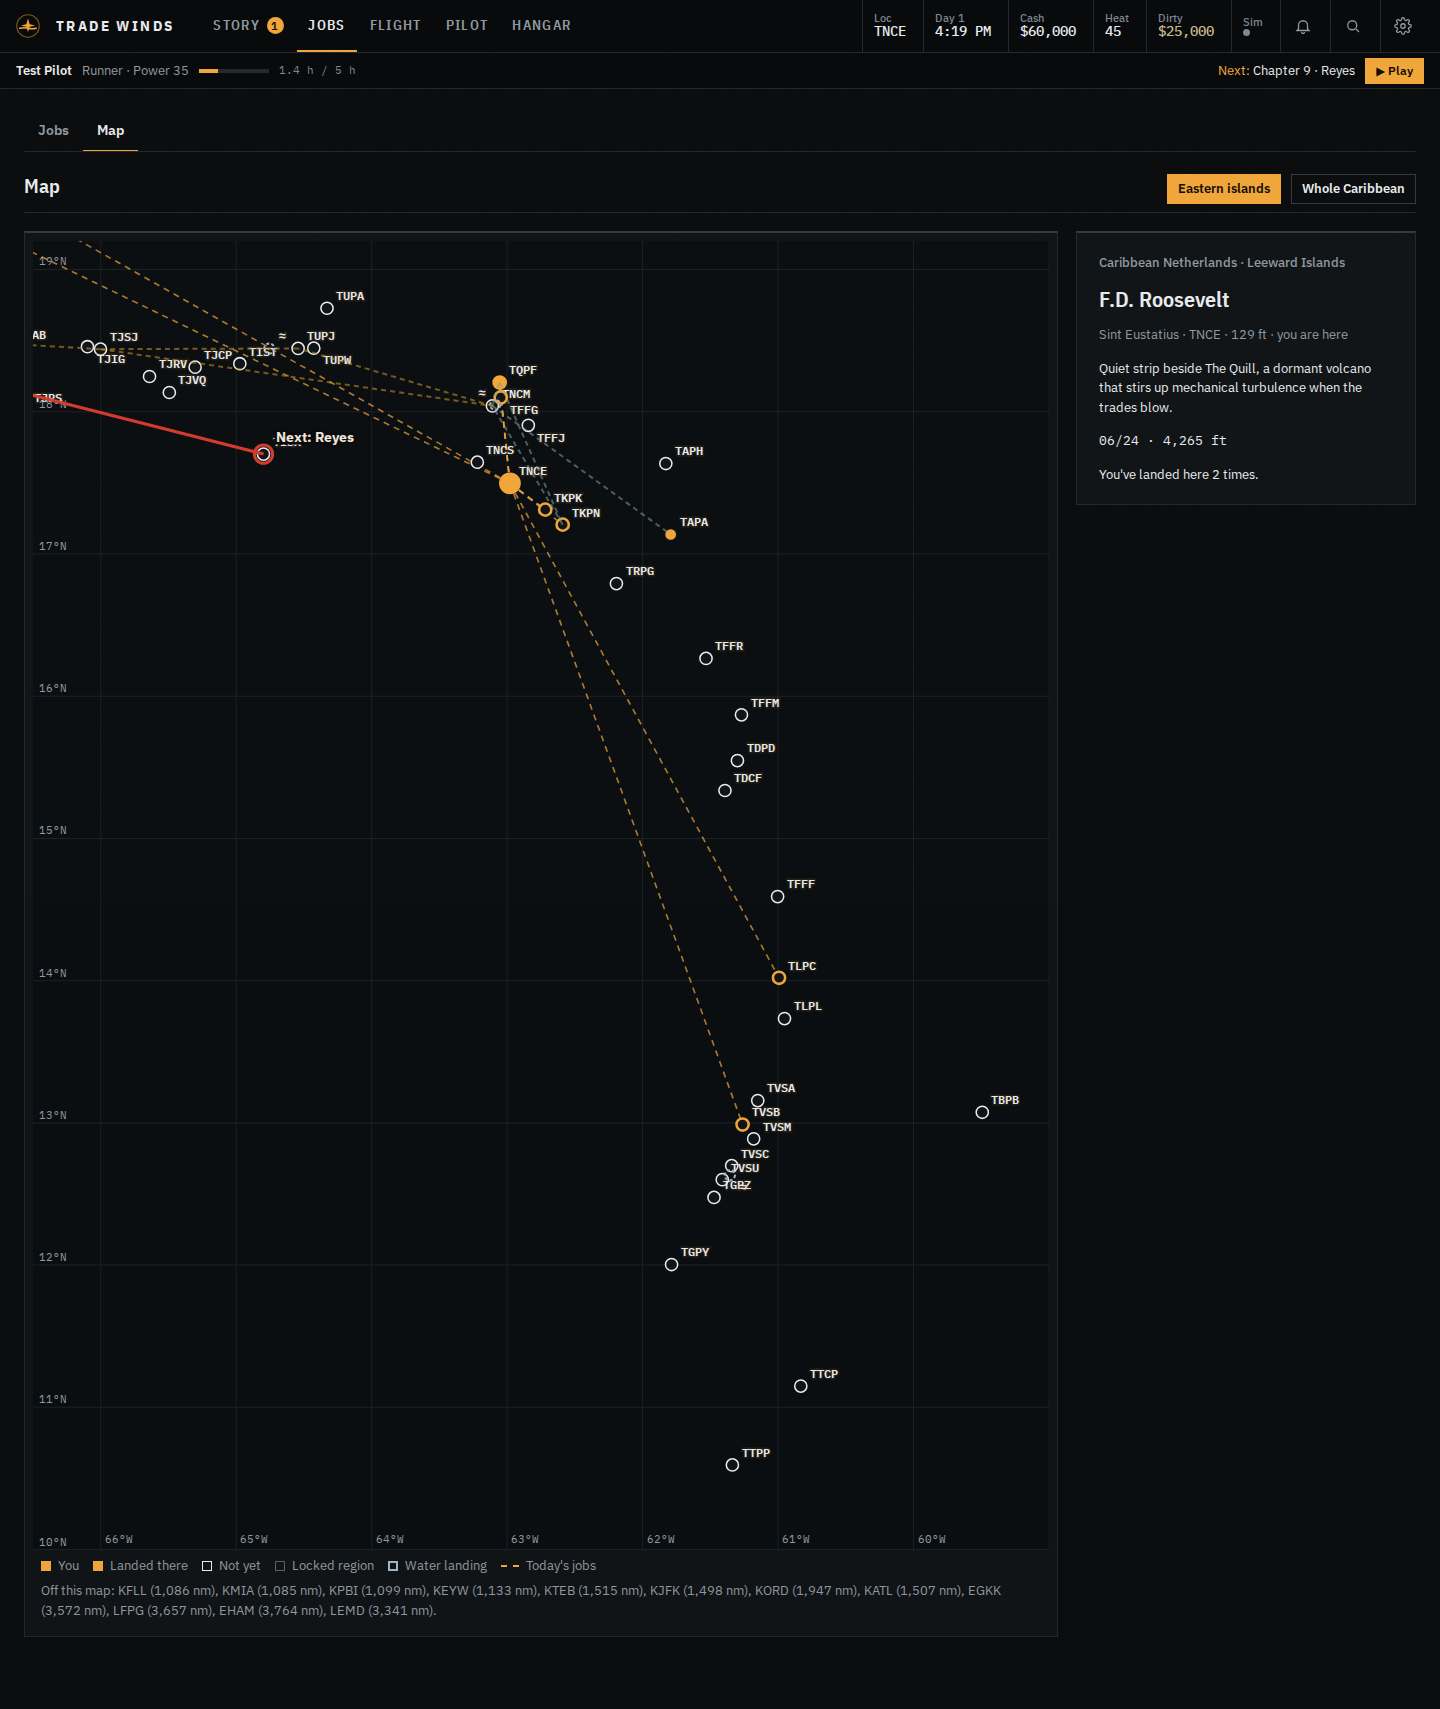 TRADE WINDS
STORY 1
JOBS
FLIGHT
PILOT
HANGAR
Loc
TNCE
Day 1
4:19 PM
Cash
$60,000
Heat
45
Dirty
$25,000
Sim
Test Pilot Runner · Power 35 1.4 h / 5 h
Next: Chapter 9 · Reyes
▶ Play
Jobs
Map
Map
Eastern islands
Whole Caribbean
19°N
TUPA
AB
TJSJ
≈
TUPJ
TJIG
TJRV
TJCP
TIST
TUPW
TJVQ
TQPF
18°N
≈
TNCM
TFFG
Next: Reyes
TFFJ
TNCS
TAPH
TNCE
TKPK
TKPN
TAPA
17°N
TRPG
TFFR
16°N
TFFM
TDPD
TDCF
15°N
TFFF
14°N
TLPC
TLPL
TVSA
13°N
TVSB
TBPB
TVSM
TVSC
TVSU
12°N
TGPY
11°N
TTCP
TTPP
10°N
66°W
65°W
64°W
63°W
62°W
61°W
60°W
You
Landed there
Not yet
Locked region
Water landing
Today's jobs
Off this map: KFLL (1,086 nm), KMIA (1,085 nm), KPBI (1,099 nm), KEYW (1,133 nm), KTEB (1,515 nm), KJFK (1,498 nm), KORD (1,947 nm), KATL (1,507 nm), EGKK
(3,572 nm), LFPG (3,657 nm), EHAM (3,764 nm), LEMD (3,341 nm).
Caribbean Netherlands · Leeward Islands
F.D. Roosevelt
Sint Eustatius · TNCE · 129 ft · you are here
Quiet strip beside The Quill, a dormant volcano
that stirs up mechanical turbulence when the
trades blow.
06/24 · 4,265 ft
You've landed here 2 times.